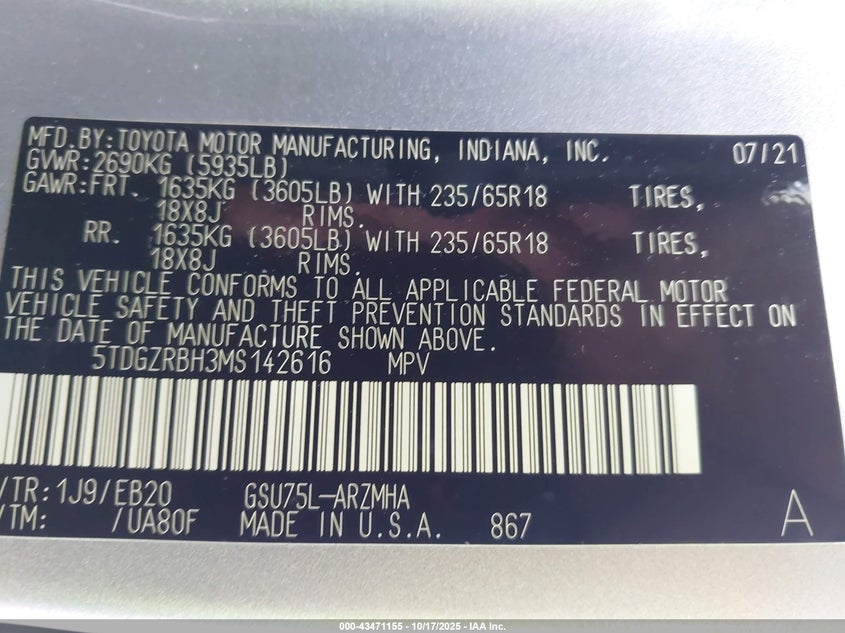 MFD. BY: TOYOTA MOTOR MANUFACTURING, INDIANA, INC. 07/21
GVWR: 2690KG (5935LB)
GAWR: FRT. 1635KG (3605LB) WITH 235/65R18 TIRES,
18X8J RIMS.
RR. 1635KG (3605LB) WITH 235/65R18 TIRES,
18X8J RIMS.
THIS VEHICLE CONFORMS TO ALL APPLICABLE FEDERAL MOTOR
VEHICLE SAFETY AND THEFT PREVENTION STANDARDS IN EFFECT ON
THE DATE OF MANUFACTURE SHOWN ABOVE.
5TDGZRBH3MS142616 MPV
/TR: 1J9/EB20 GSU75L-ARZMHA
/TM: /UA80F MADE IN U.S.A. 867 A
000-43471155 - 10/17/2025 - IAA Inc.